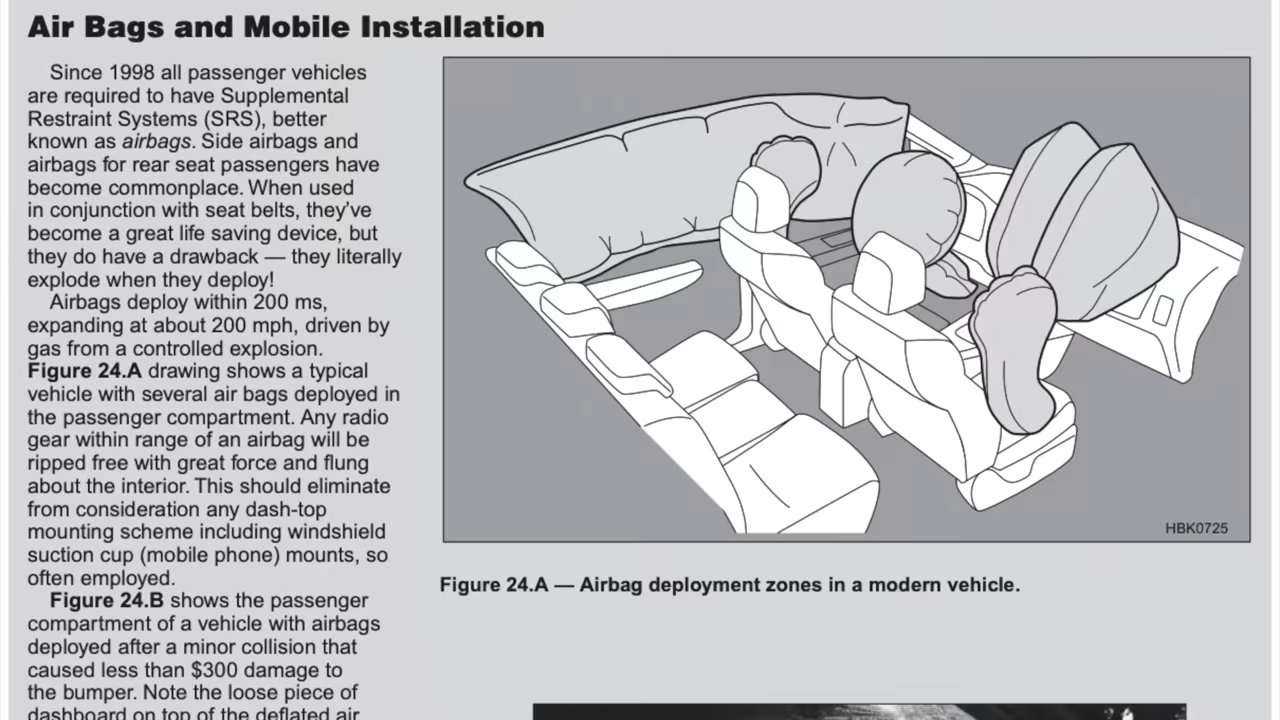 Air Bags and Mobile Installation
Since 1998 all passenger vehicles
are required to have Supplemental
Restraint Systems (SRS), better
known as airbags. Side airbags and
airbags for rear seat passengers have
become commonplace. When used
in conjunction with seat belts, they've
become a great life saving device, but
they do have a drawback — they literally
explode when they deploy!
Airbags deploy within 200 ms,
expanding at about 200 mph, driven by
gas from a controlled explosion.
Figure 24.A drawing shows a typical
vehicle with several air bags deployed in
the passenger compartment. Any radio
gear within range of an airbag will be
ripped free with great force and flung
about the interior. This should eliminate
from consideration any dash-top
mounting scheme including windshield
suction cup (mobile phone) mounts, so
often employed.
Figure 24.B shows the passenger
compartment of a vehicle with airbags
deployed after a minor collision that
caused less than $300 damage to
the bumper. Note the loose piece of
dashboard on top of the deflated air
HBK0725
Figure 24.A — Airbag deployment zones in a modern vehicle.